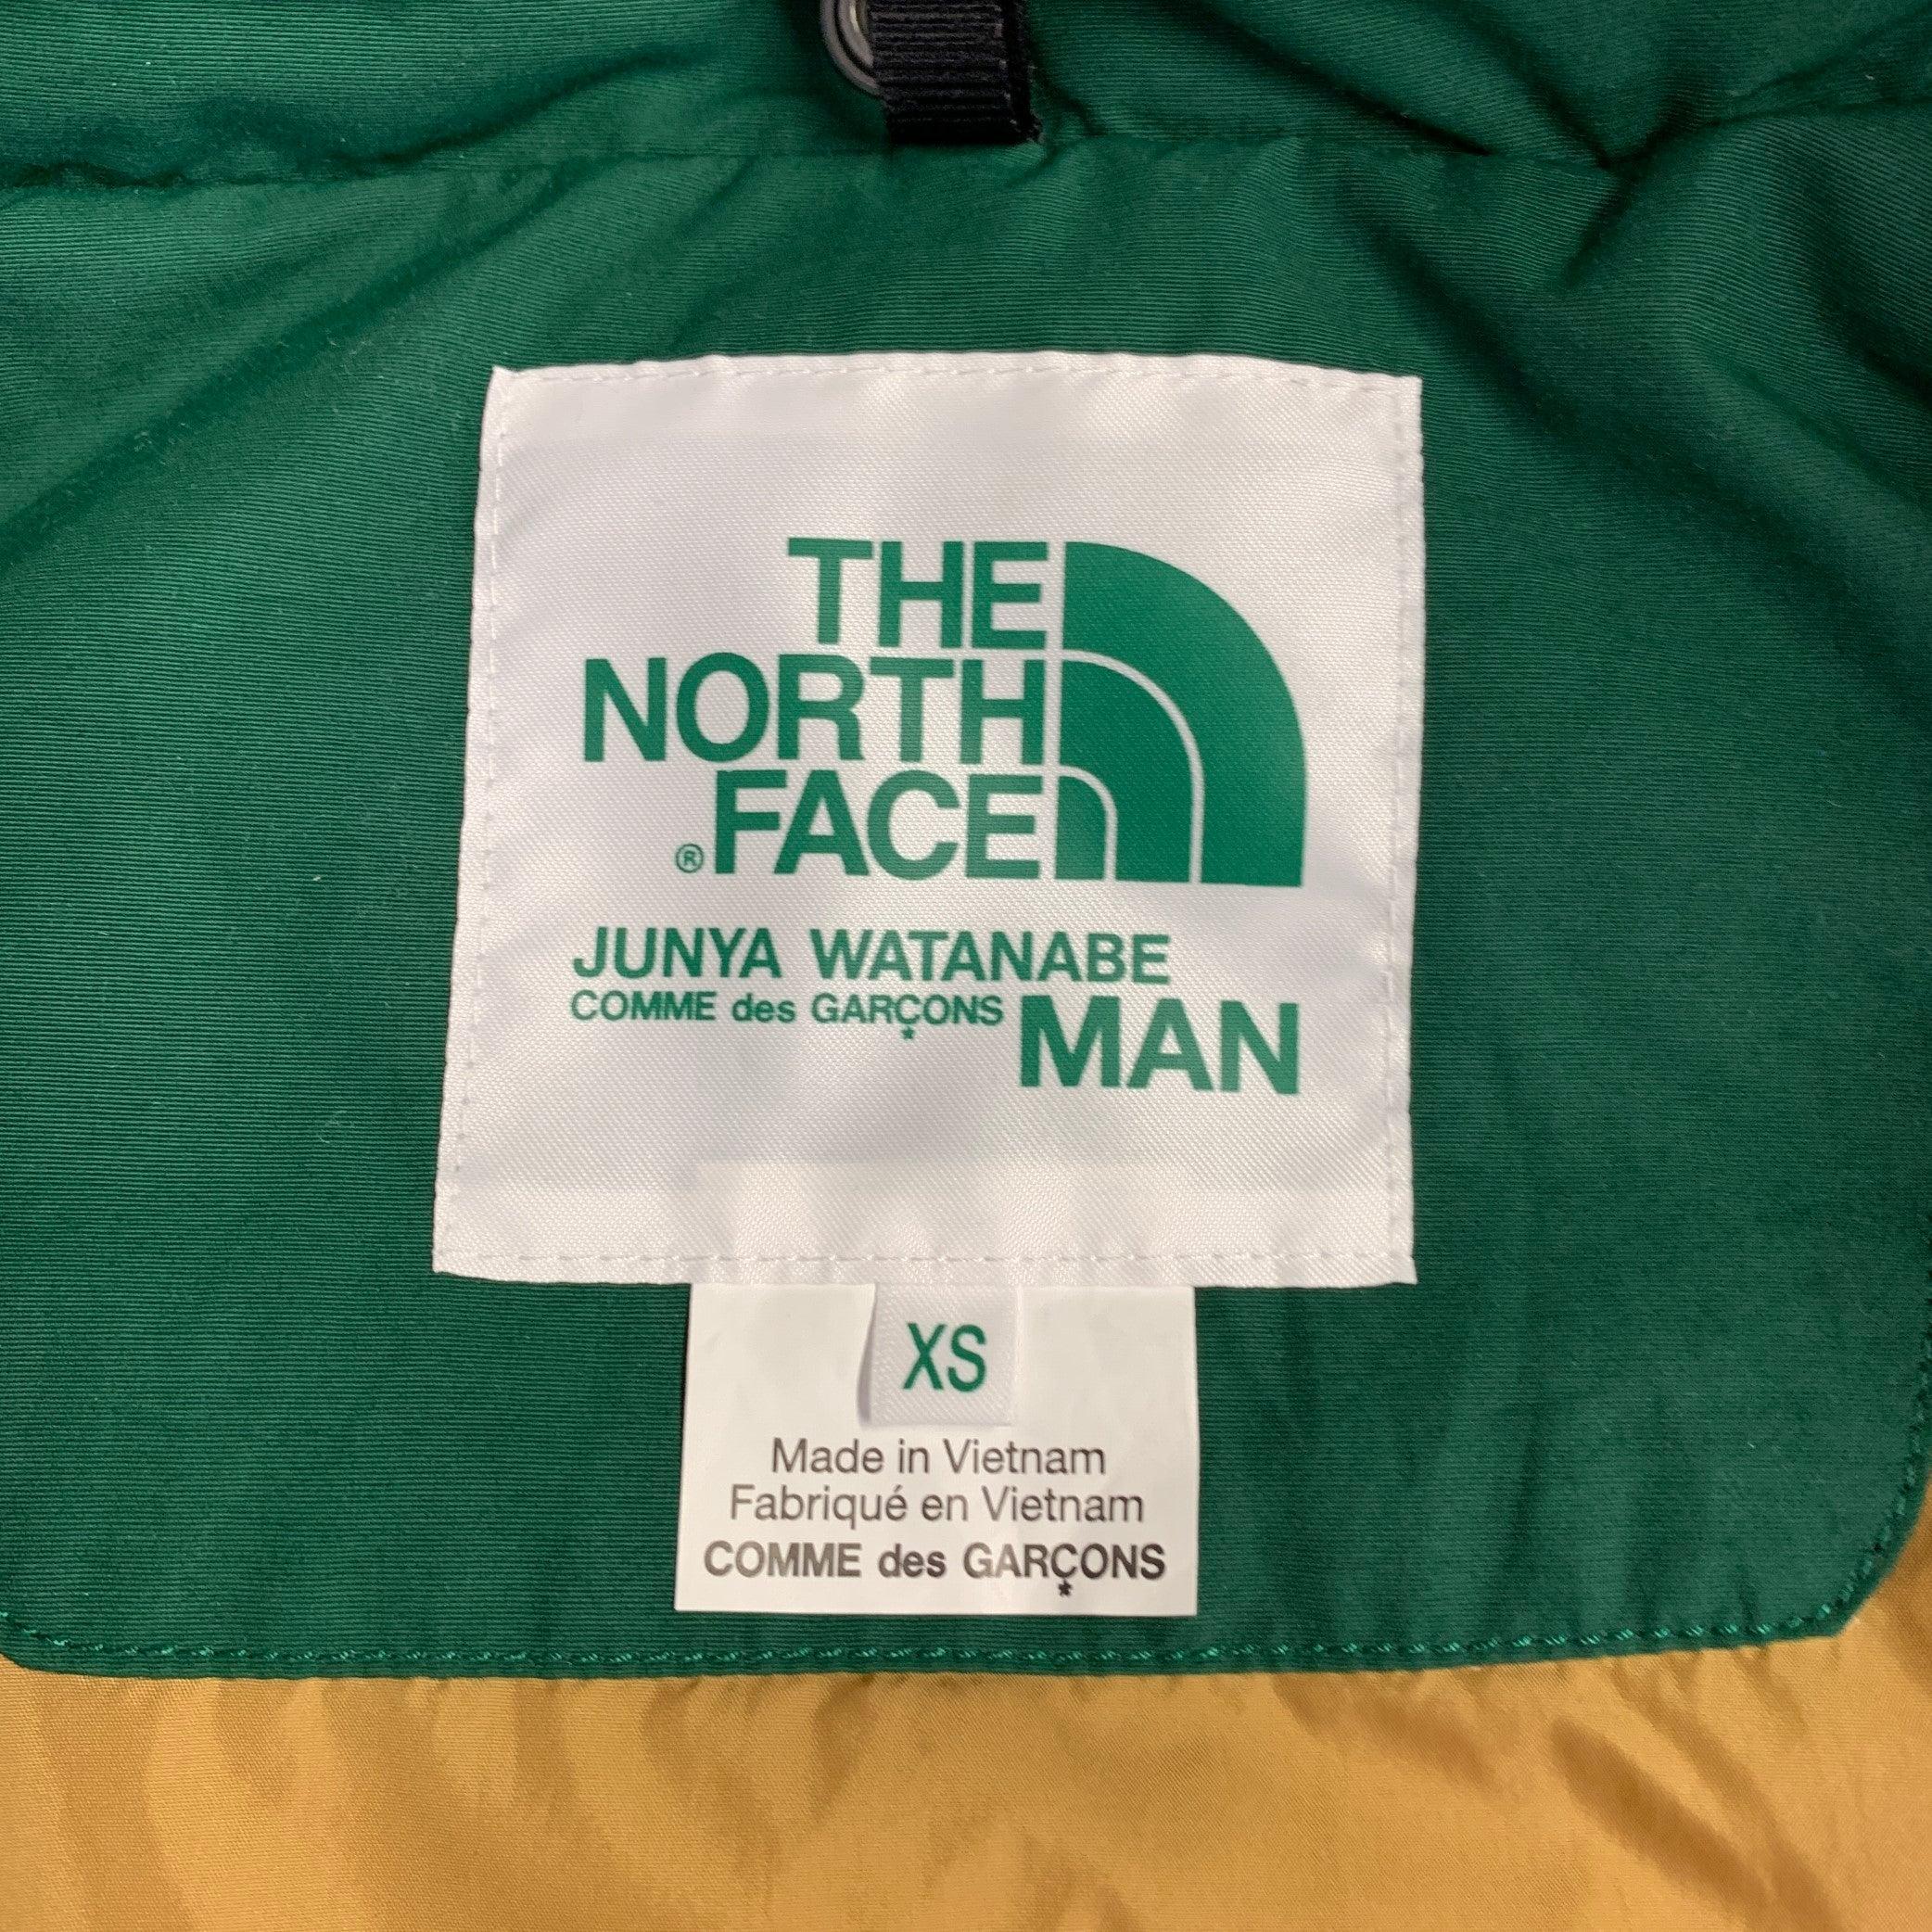 THE
NORTH
® FACE
JUNYA WATANABE
COMME des GARÇONS MAN
XS
Made in Vietnam
Fabriqué en Vietnam
COMME des GARÇONS